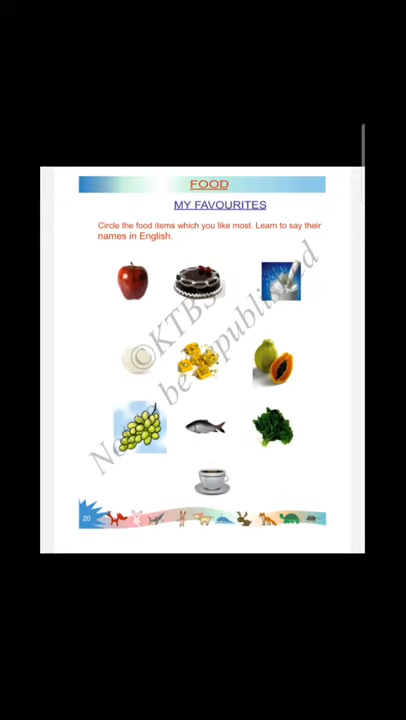 FOOD
MY FAVOURITES
Circle the food items which you like most. Learn to say their
names in English.
©KTBS
Not be republished
20